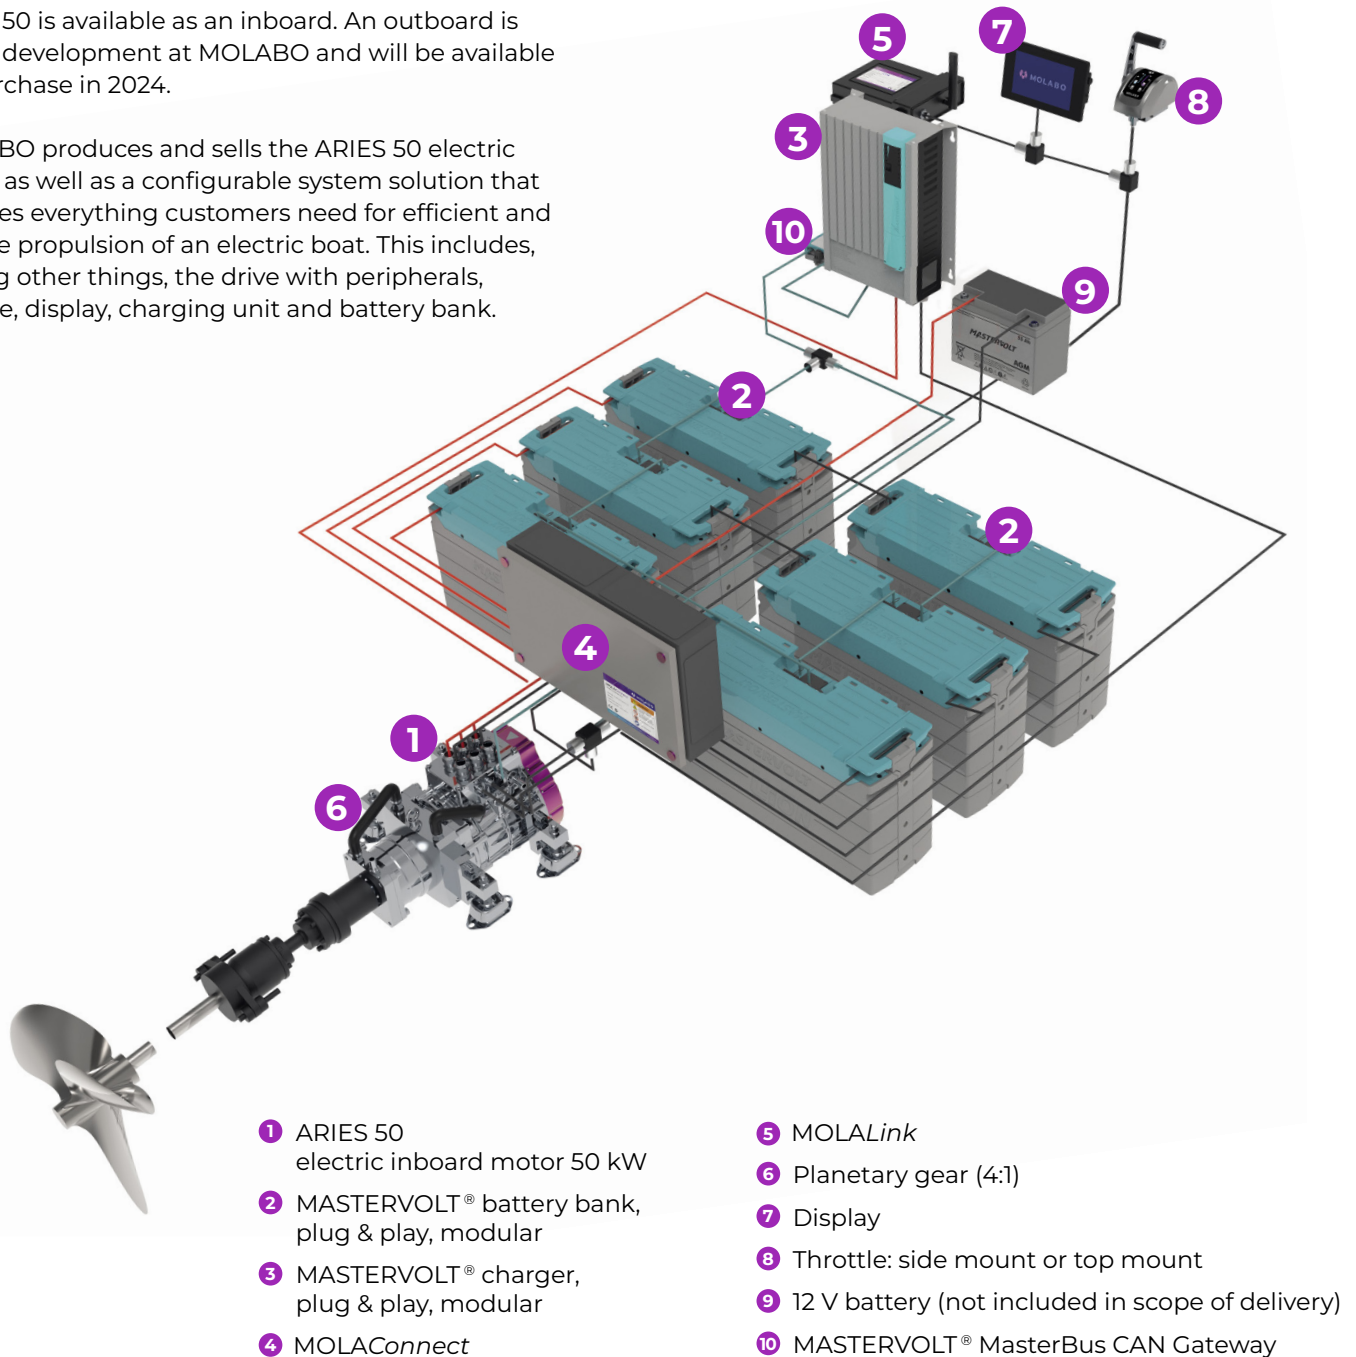 50 is available as an inboard. An outboard is
development at MOLABO and will be available
rchase in 2024.
BO produces and sells the ARIES 50 electric
as well as a configurable system solution that
es everything customers need for efficient and
e propulsion of an electric boat. This includes,
g other things, the drive with peripherals,
e, display, charging unit and battery bank.
5
7
MOLABO
8
3
10
9
MASTERVOLT
AGM
2
2
4
1
6
1 ARIES 50
electric inboard motor 50 kW
2 MASTERVOLT® battery bank,
plug & play, modular
3 MASTERVOLT® charger,
plug & play, modular
4 MOLAConnect
5 MOLALink
6 Planetary gear (4:1)
7 Display
8 Throttle: side mount or top mount
9 12 V battery (not included in scope of delivery)
10 MASTERVOLT® MasterBus CAN Gateway